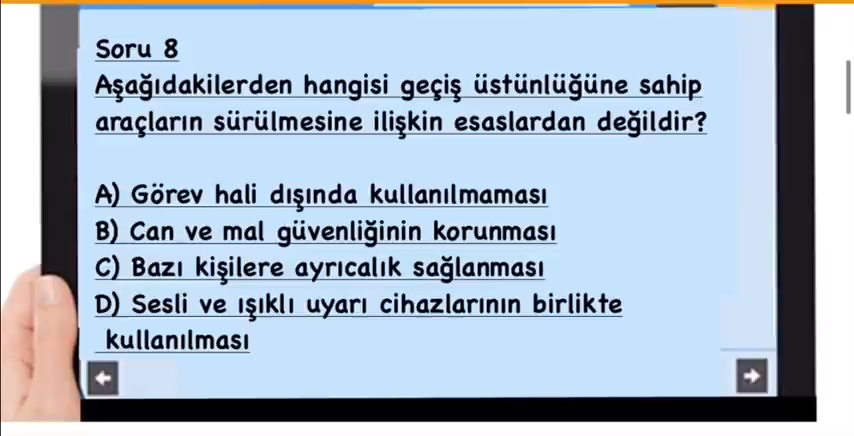 Soru 8
Aşağıdakilerden hangisi geçiş üstünlüğüne sahip
araçların sürülmesine ilişkin esaslardan değildir?
A) Görev hali dışında kullanılmaması
B) Can ve mal güvenliğinin korunması
C) Bazı kişilere ayrıcalık sağlanması
D) Sesli ve ışıklı uyarı cihazlarının birlikte
kullanılması